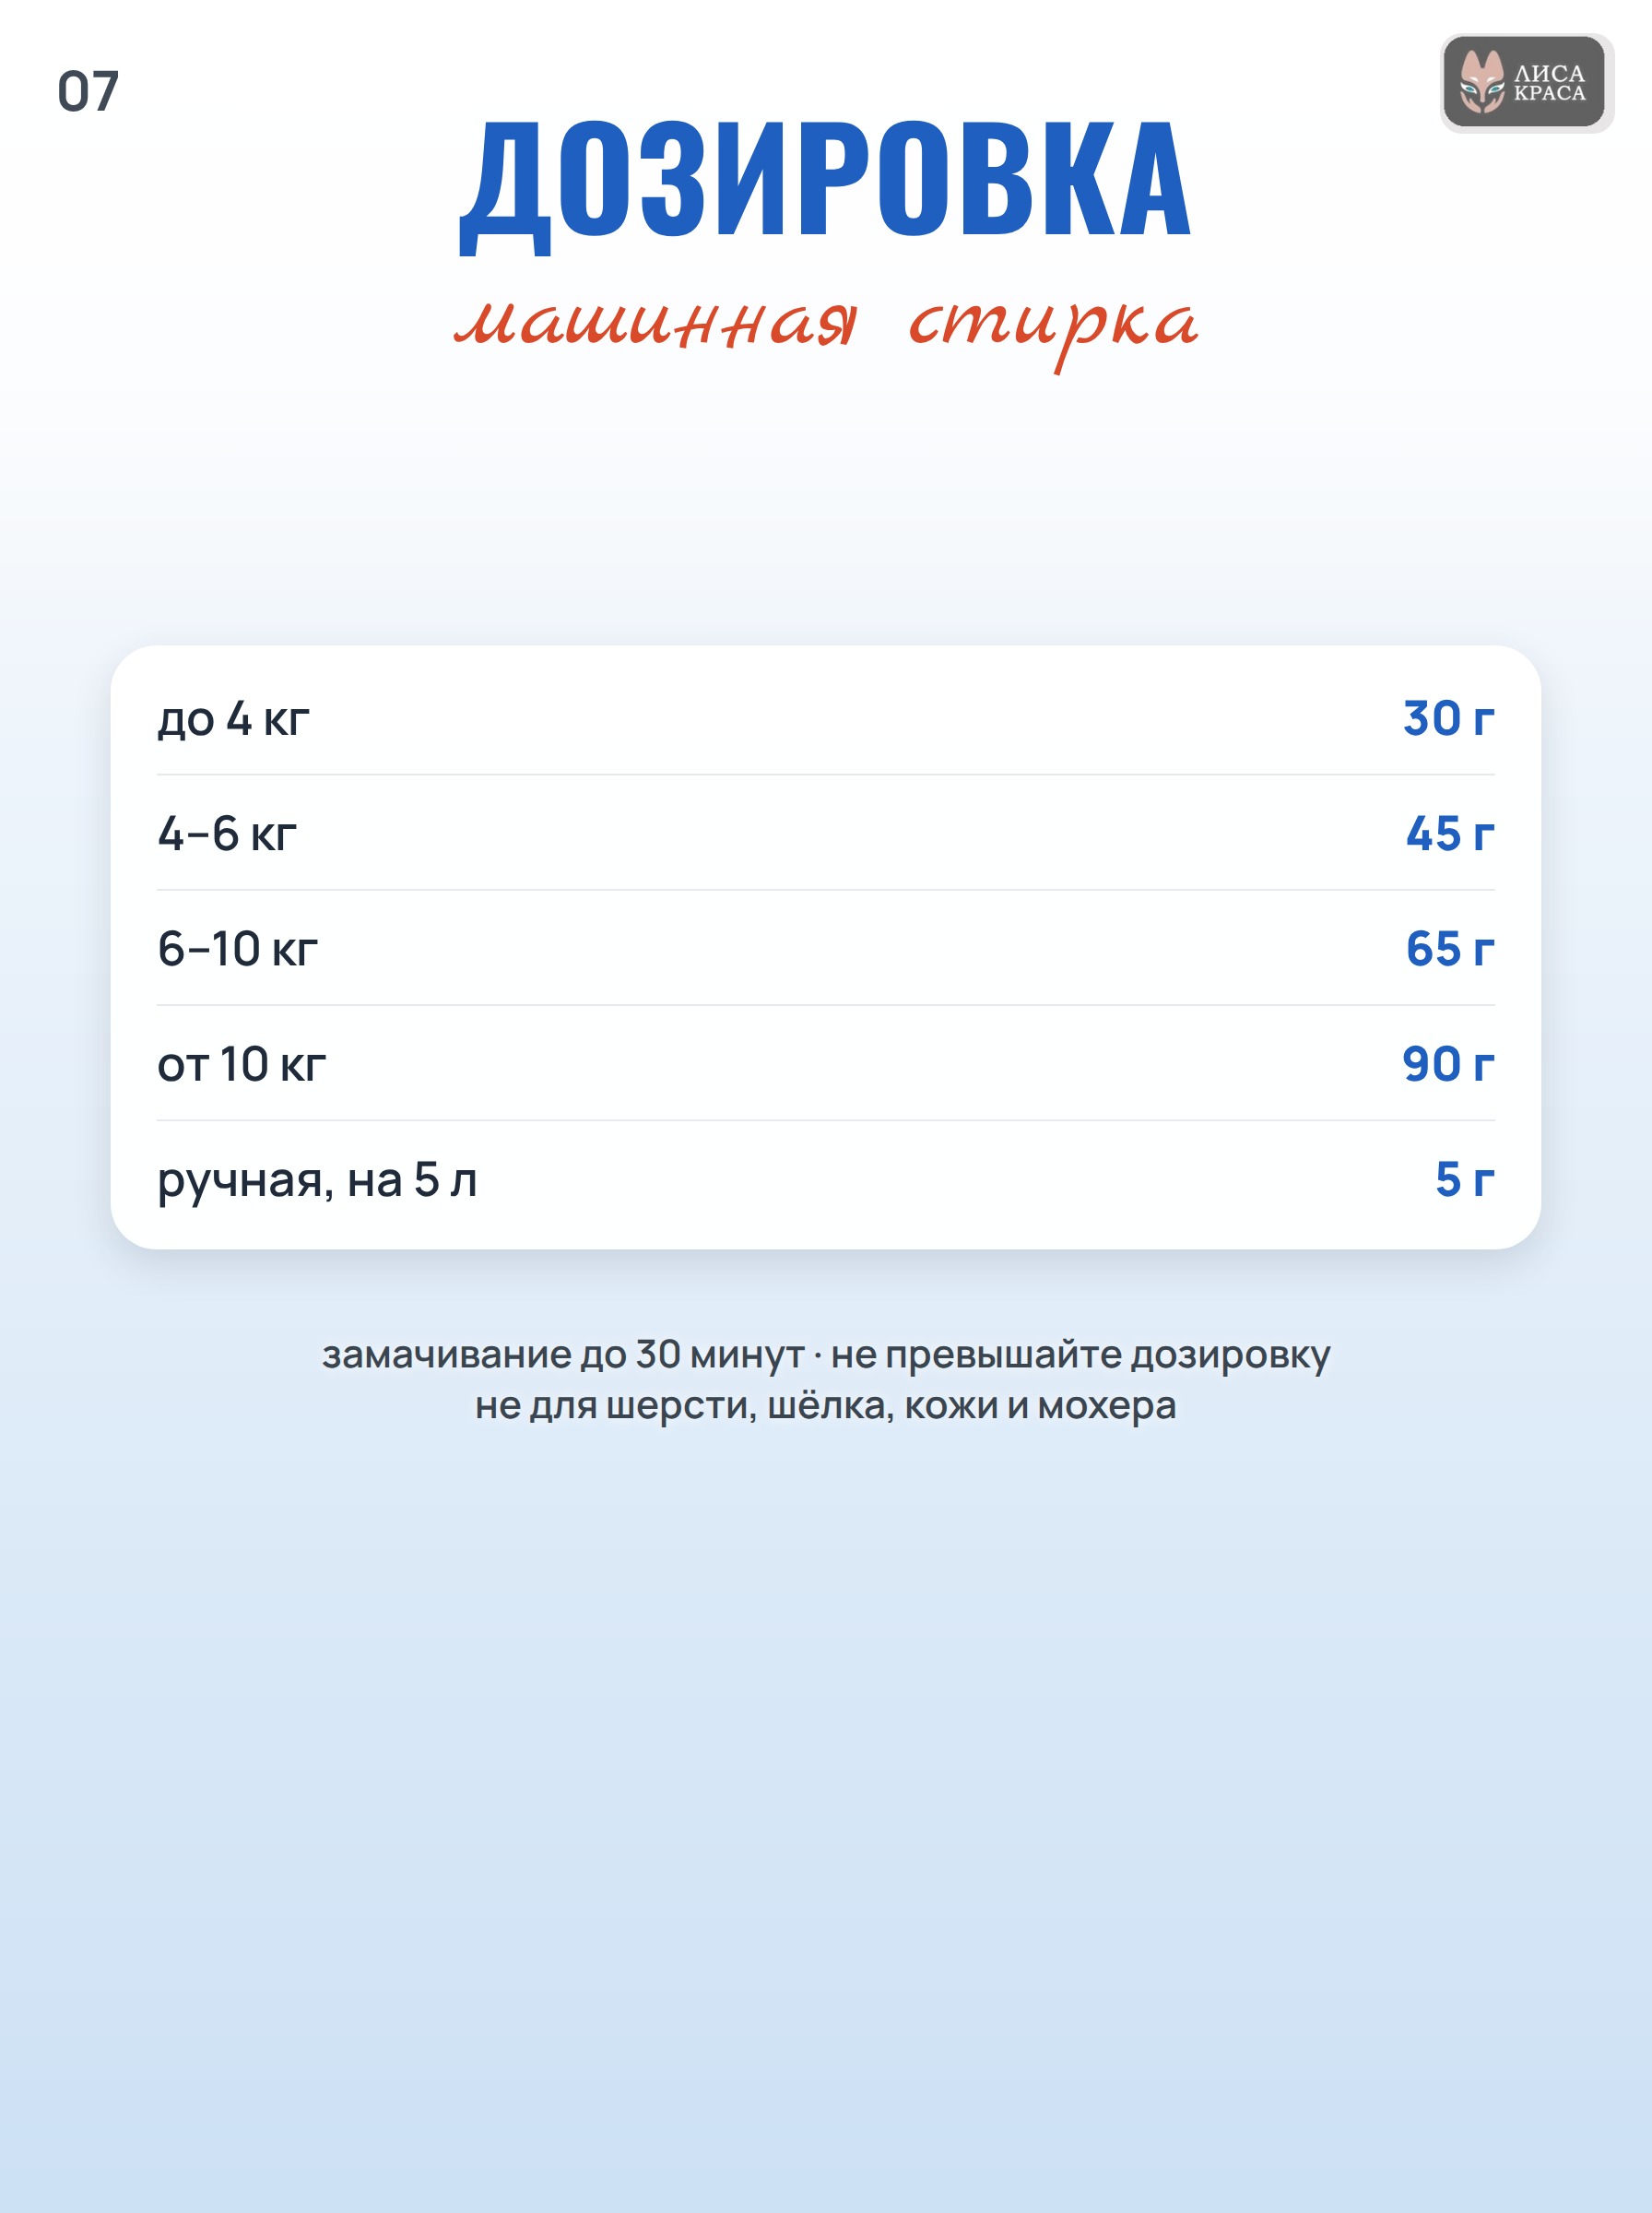 07
ЛИСА
КРАСА
ДОЗИРОВКА
машинная стирка
до 4 кг 30 г
4–6 кг 45 г
6–10 кг 65 г
от 10 кг 90 г
ручная, на 5 л 5 г
замачивание до 30 минут · не превышайте дозировку
не для шерсти, шёлка, кожи и мохера